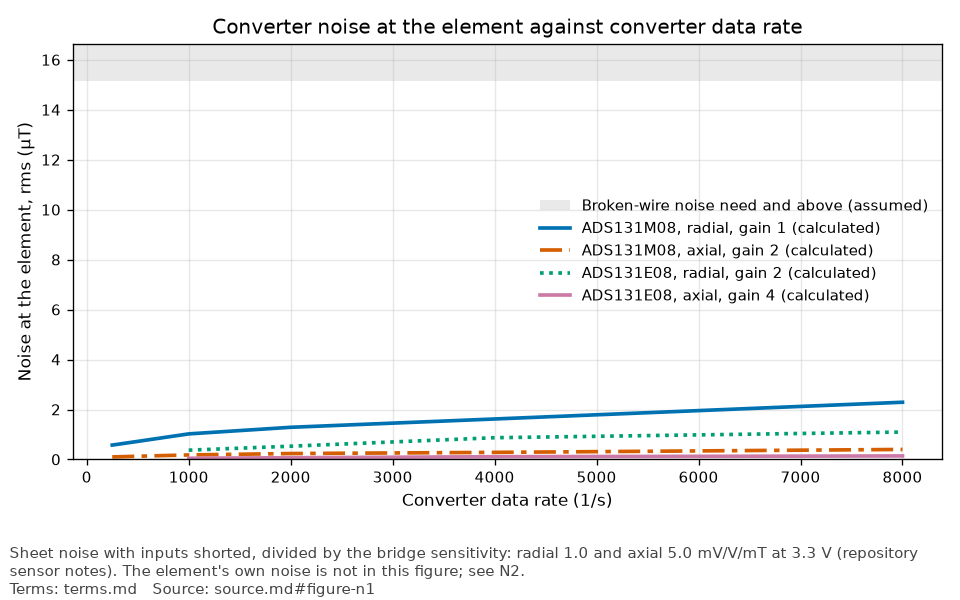 Converter noise at the element against converter data rate
Noise at the element, rms (µT)
16
14
12
10
8
6
4
2
0
Broken-wire noise need and above (assumed)
ADS131M08, radial, gain 1 (calculated)
ADS131M08, axial, gain 2 (calculated)
ADS131E08, radial, gain 2 (calculated)
ADS131E08, axial, gain 4 (calculated)
0 1000 2000 3000 4000 5000 6000 7000 8000
Converter data rate (1/s)
Sheet noise with inputs shorted, divided by the bridge sensitivity: radial 1.0 and axial 5.0 mV/V/mT at 3.3 V (repository
sensor notes). The element's own noise is not in this figure; see N2.
Terms: terms.md Source: source.md#figure-n1